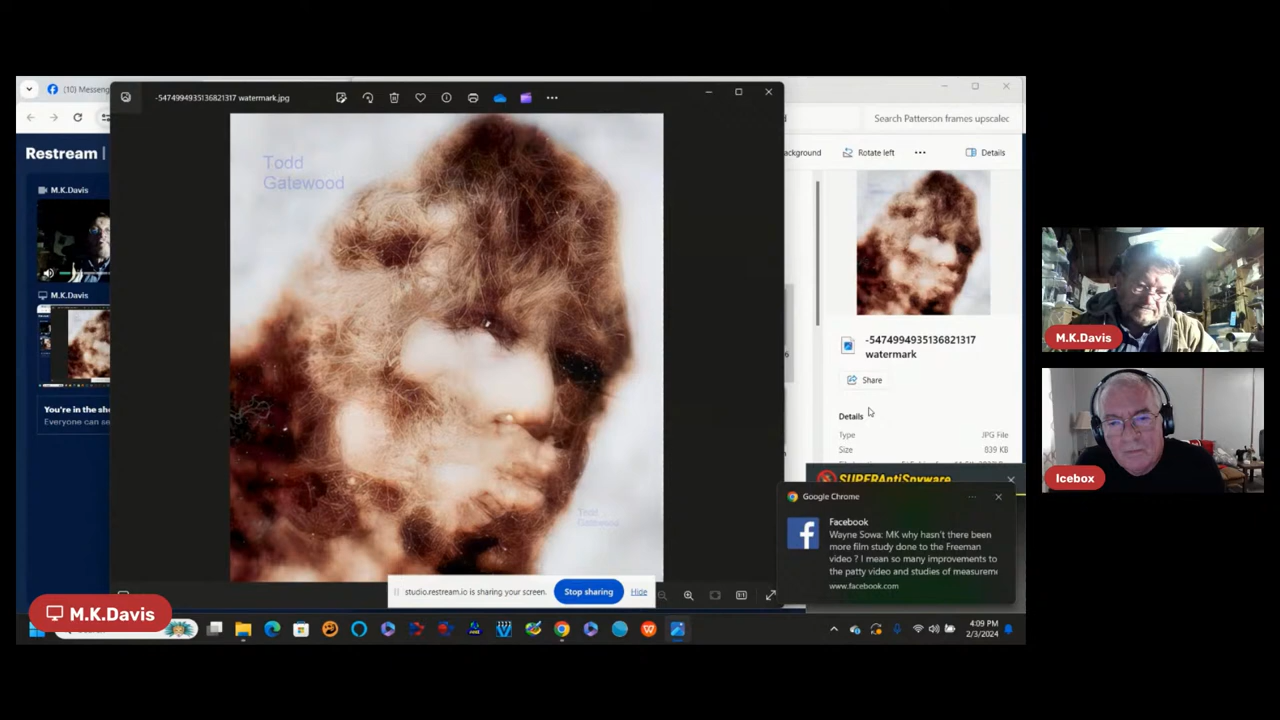 (10) Messeng
-5474994935136821317 watermark.jpg
Search Patterson frames upscaled
ackground
Rotate left
Details
Restream
M.K.Davis
M.K.Davis
You're in the
Everyone can se
Todd
Gatewood
Todd
Gatewood
-5474994935136821317
watermark
Share
Details
Type
JPG File
Size
839 KB
SUPERAntiSpyware
Google Chrome
Facebook
Wayne Sowa: MK why hasn't there been
more film study done to the Freeman
video ? I mean so many improvements to
the patty video and studies of measurem
www.facebook.com
studio.restream.io is sharing your screen.
Stop sharing
Hide
M.K.Davis
4:09 PM
2/3/2024
M.K.Davis
Icebox